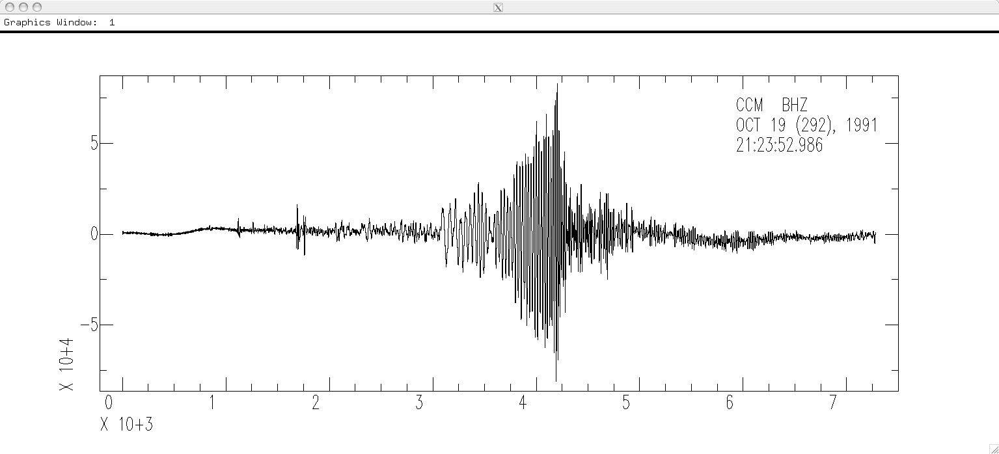 X
Graphics Window: 1
CCM BHZ
OCT 19 (292), 1991
21:23:52.986
5
0
-5
X 10+4
0 1 2 3 4 5 6 7
X 10+3